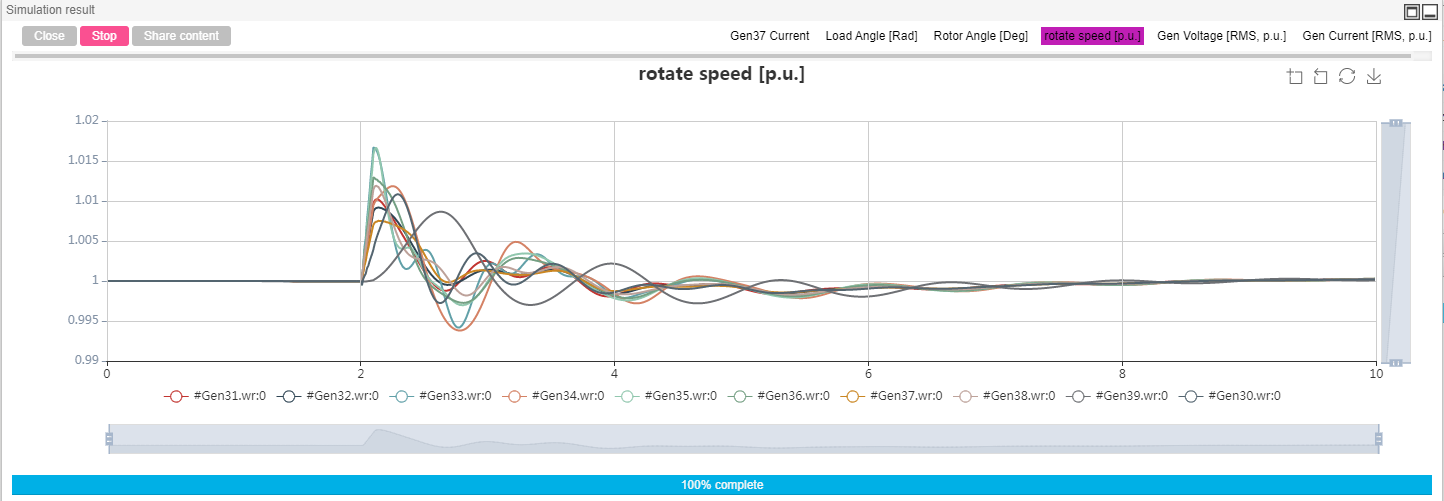 Simulation result
Close Stop Share content Gen37 Current Load Angle [Rad] Rotor Angle [Deg] rotate speed [p.u.] Gen Voltage [RMS, p.u.] Gen Current [RMS, p.u.]
rotate speed [p.u.]
1.02
1.015
1.01
1.005
1
0.995
0.99
0 2 4 6 8 10
#Gen31.wr:0 #Gen32.wr:0 #Gen33.wr:0 #Gen34.wr:0 #Gen35.wr:0 #Gen36.wr:0 #Gen37.wr:0 #Gen38.wr:0 #Gen39.wr:0 #Gen30.wr:0
100% complete